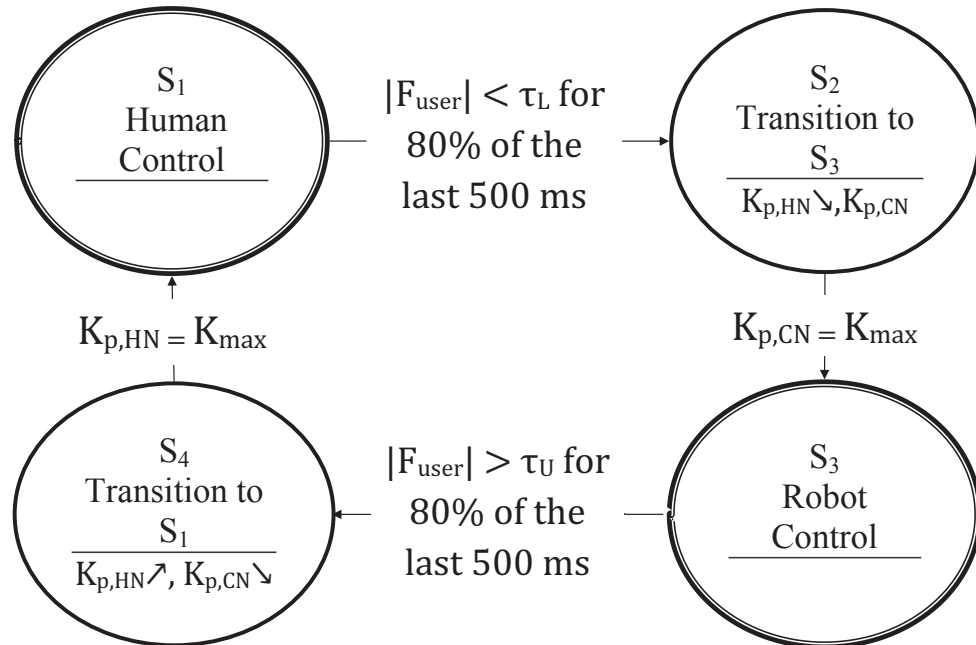 S₁
Human
Control
|F_user| < τ_L for
80% of the
last 500 ms
S₂
Transition to
S₃
K_p,HN↘,K_p,CN
K_p,HN = K_max
K_p,CN = K_max
S₄
Transition to
S₁
K_p,HN↗, K_p,CN↘
|F_user| > τ_U for
80% of the
last 500 ms
S₃
Robot
Control